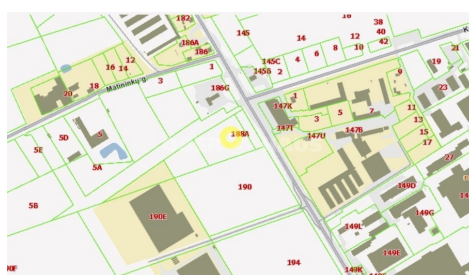 182
186A
186
1
145
145C
145B
2
4
6
8
10
12
14
16
38
40
42
12
14
16
18
20
Malininkų g.
3
186G
188A
1
147K
147T
3
147U
5
7
147B
9
11
13
15
17
19
21
23
27
5E
5D
5
5A
5B
190
190E
194
149D
149G
149L
149E
149K